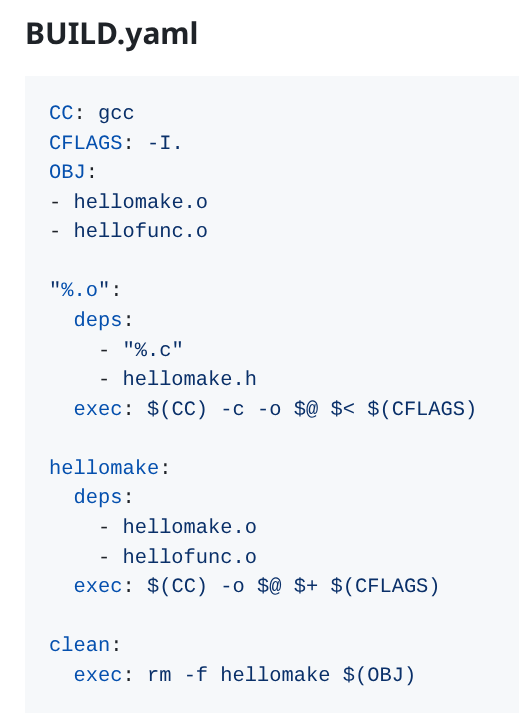 BUILD.yaml
CC: gcc
CFLAGS: -I.
OBJ:
- hellomake.o
- hellofunc.o
"%.o":
  deps:
    - "%.c"
    - hellomake.h
  exec: $(CC) -c -o $@ $< $(CFLAGS)
hellomake:
  deps:
    - hellomake.o
    - hellofunc.o
  exec: $(CC) -o $@ $+ $(CFLAGS)
clean:
  exec: rm -f hellomake $(OBJ)